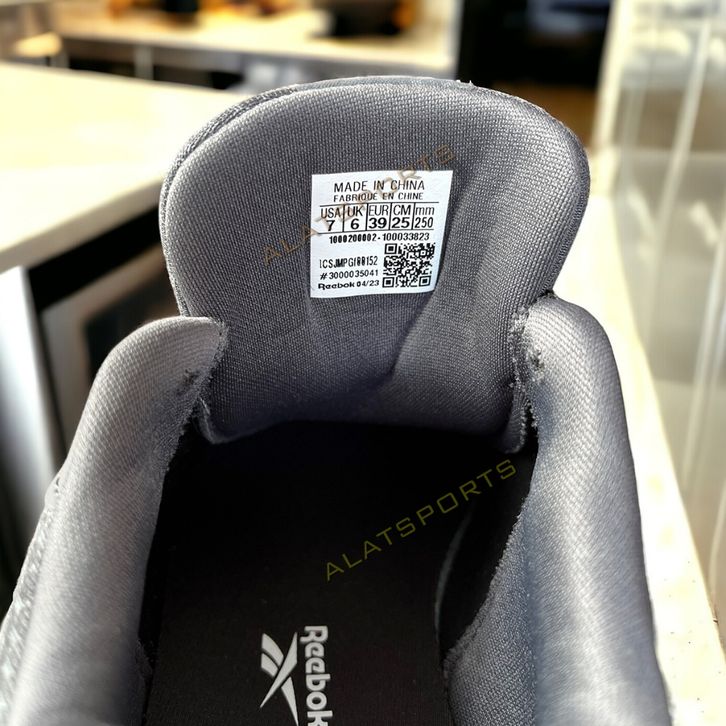 MADE IN CHINA
FABRIQUE EN CHINE
USA UK EUR CM mm
7 6 39 25 250
1000200002-100033823
#3000035041
Reebok 04/23
ALATSPORTS
ALATSPORTS
Reebok